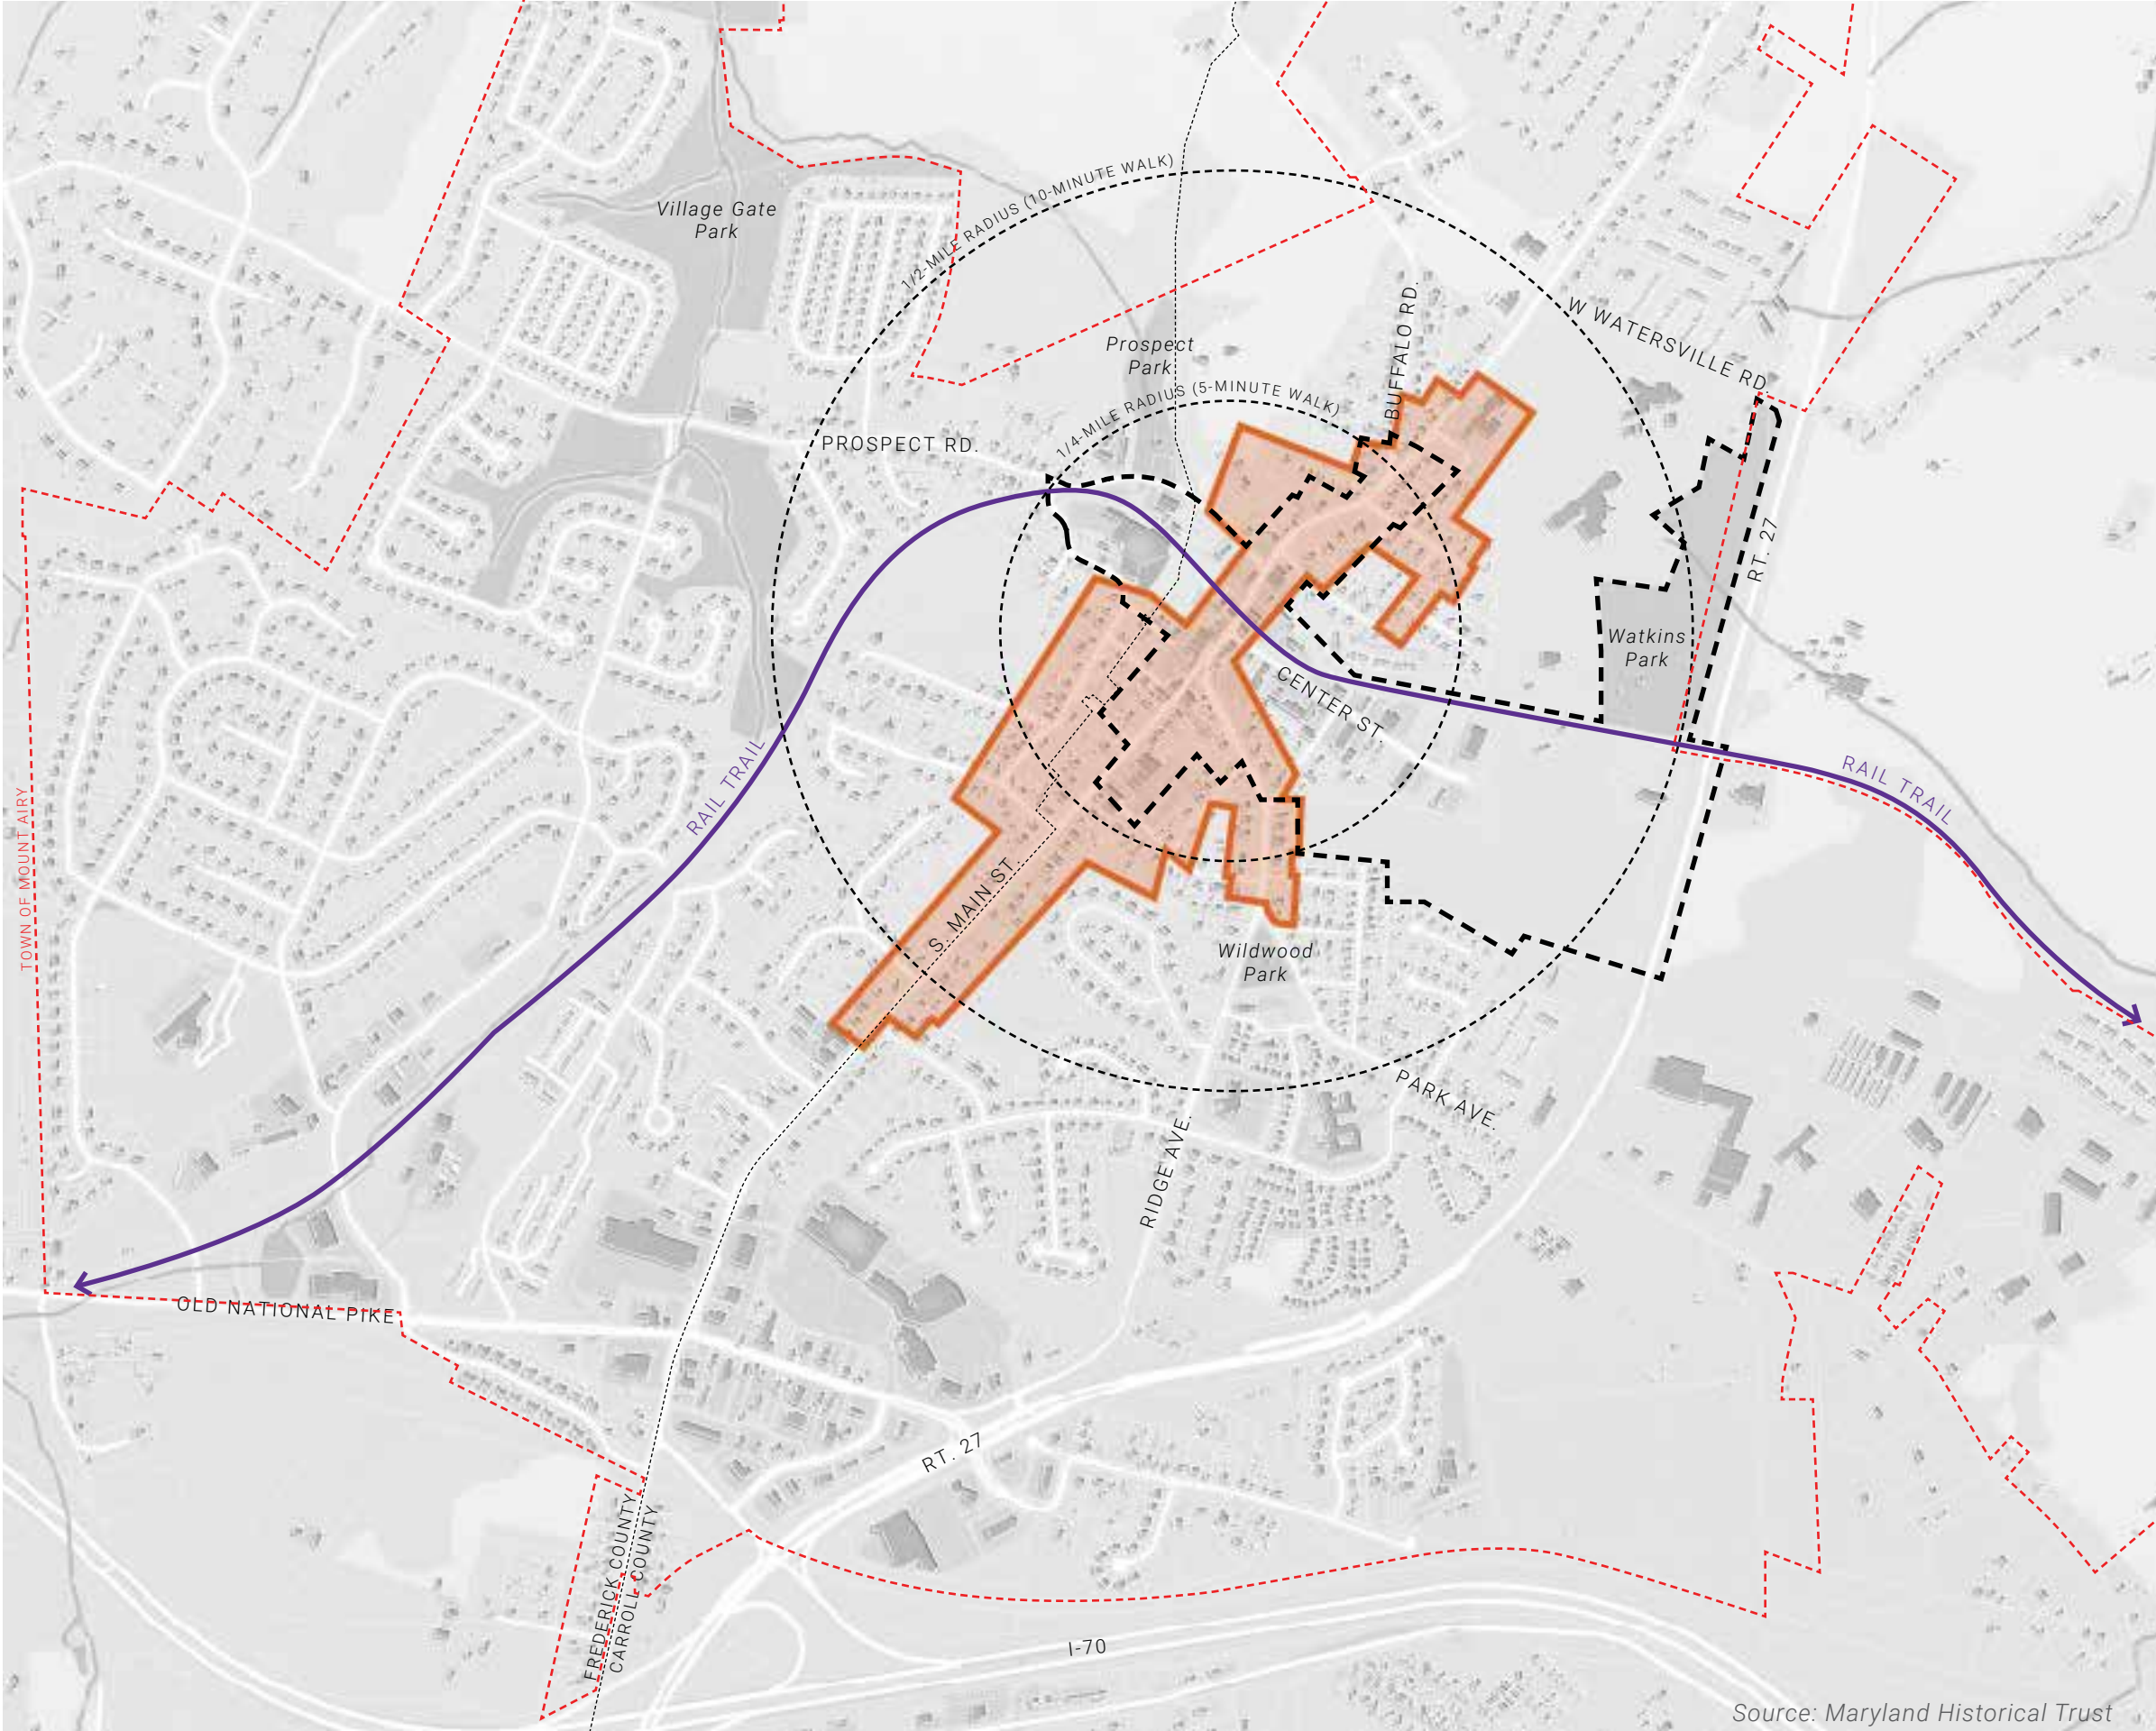 1/2-MILE RADIUS (10-MINUTE WALK)
Village Gate
Park
W WATERSVILLE RD.
BUFFALO RD.
Prospect
Park
1/4-MILE RADIUS (5-MINUTE WALK)
PROSPECT RD.
RT. 27
Watkins
Park
CENTER ST.
RAIL TRAIL
RAIL TRAIL
TOWN OF MOUNT AIRY
S. MAIN ST.
Wildwood
Park
PARK AVE.
RIDGE AVE.
OLD NATIONAL PIKE
RT. 27
FREDERICK COUNTY
CARROLL COUNTY
I-70
Source: Maryland Historical Trust